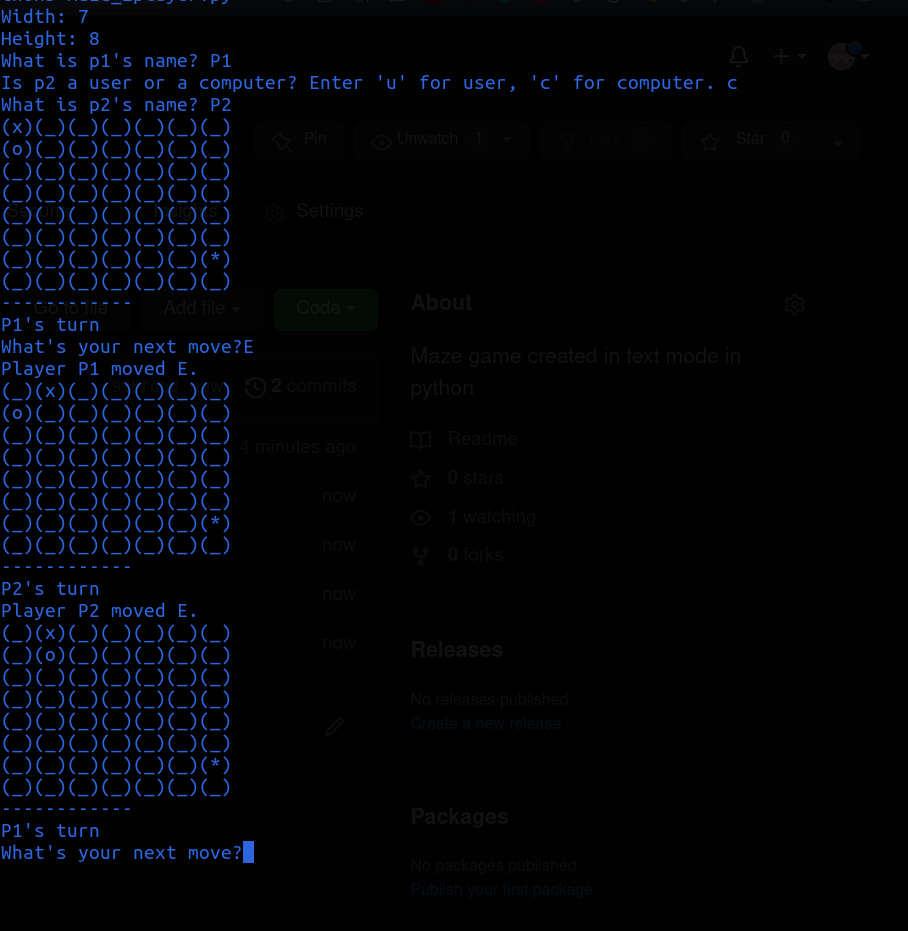 Width: 7
Height: 8
What is p1's name? P1
Is p2 a user or a computer? Enter 'u' for user, 'c' for computer. c
What is p2's name? P2
(x)(_)(_)(_)(_)(_)(_)
(o)(_)(_)(_)(_)(_)(_)
(_)(_)(_)(_)(_)(_)(_)
(_)(_)(_)(_)(_)(_)(_)
(_)(_)(_)(_)(_)(_)(_)
(_)(_)(_)(_)(_)(_)(_)
(_)(_)(_)(_)(_)(_)(*)
(_)(_)(_)(_)(_)(_)(_)
------------
P1's turn
What's your next move?E
Player P1 moved E.
(_)(x)(_)(_)(_)(_)(_)
(o)(_)(_)(_)(_)(_)(_)
(_)(_)(_)(_)(_)(_)(_)
(_)(_)(_)(_)(_)(_)(_)
(_)(_)(_)(_)(_)(_)(_)
(_)(_)(_)(_)(_)(_)(_)
(_)(_)(_)(_)(_)(_)(*)
(_)(_)(_)(_)(_)(_)(_)
------------
P2's turn
Player P2 moved E.
(_)(x)(_)(_)(_)(_)(_)
(_)(o)(_)(_)(_)(_)(_)
(_)(_)(_)(_)(_)(_)(_)
(_)(_)(_)(_)(_)(_)(_)
(_)(_)(_)(_)(_)(_)(_)
(_)(_)(_)(_)(_)(_)(_)
(_)(_)(_)(_)(_)(_)(*)
(_)(_)(_)(_)(_)(_)(_)
------------
P1's turn
What's your next move?
Pin
Unwatch 1
Fork
Star 0
Security
Insights
Settings
Go to file
Add file
Code
now
2 commits
4 minutes ago
now
now
now
now
About
Maze game created in text mode in
python
Readme
0 stars
1 watching
0 forks
Releases
No releases published
Create a new release
Packages
No packages published
Publish your first package